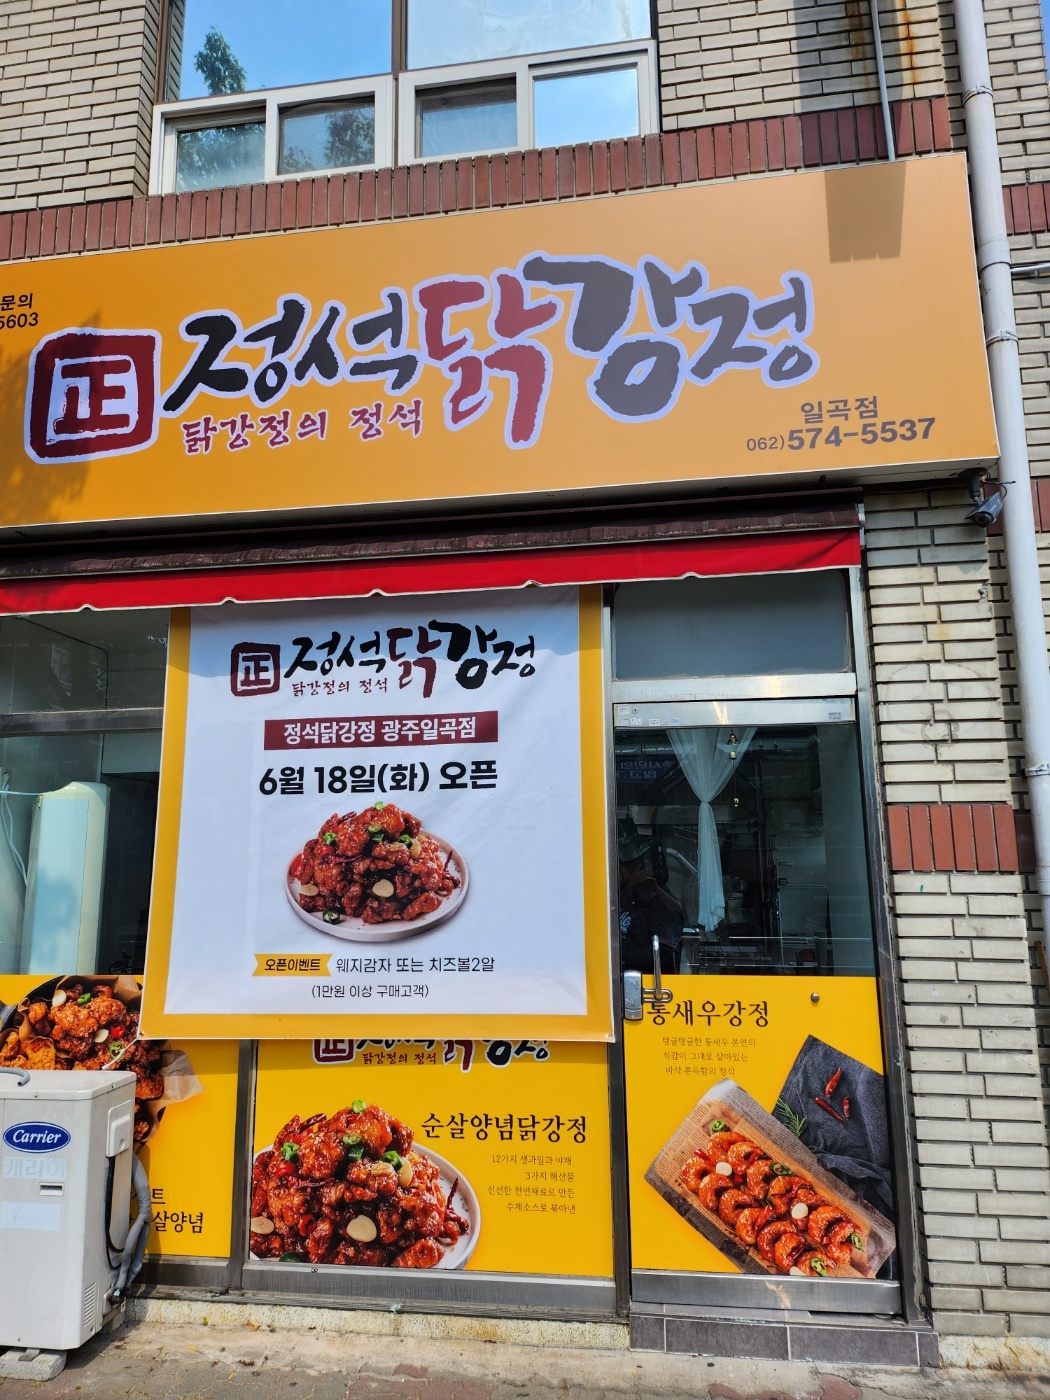 문의
5603
正
정석닭강정
닭강정의 정석
일곡점
062)574-5537
正 정석닭강정
닭강정의 정석
정석닭강정 광주일곡점
6월 18일(화) 오픈
오픈이벤트 웨지감자 또는 치즈볼2알
(1만원 이상 구매고객)
正 정석닭강정
닭강정의 정석
순살양념닭강정
12가지 생과일과 야채
3가지 해산물
신선한 천연재료로 만든
수제소스로 볶아낸
통새우강정
탱글탱글한 통새우 본연의
식감이 그대로 살아있는
바삭 쫀득함의 정석
Carrier
트
살양념